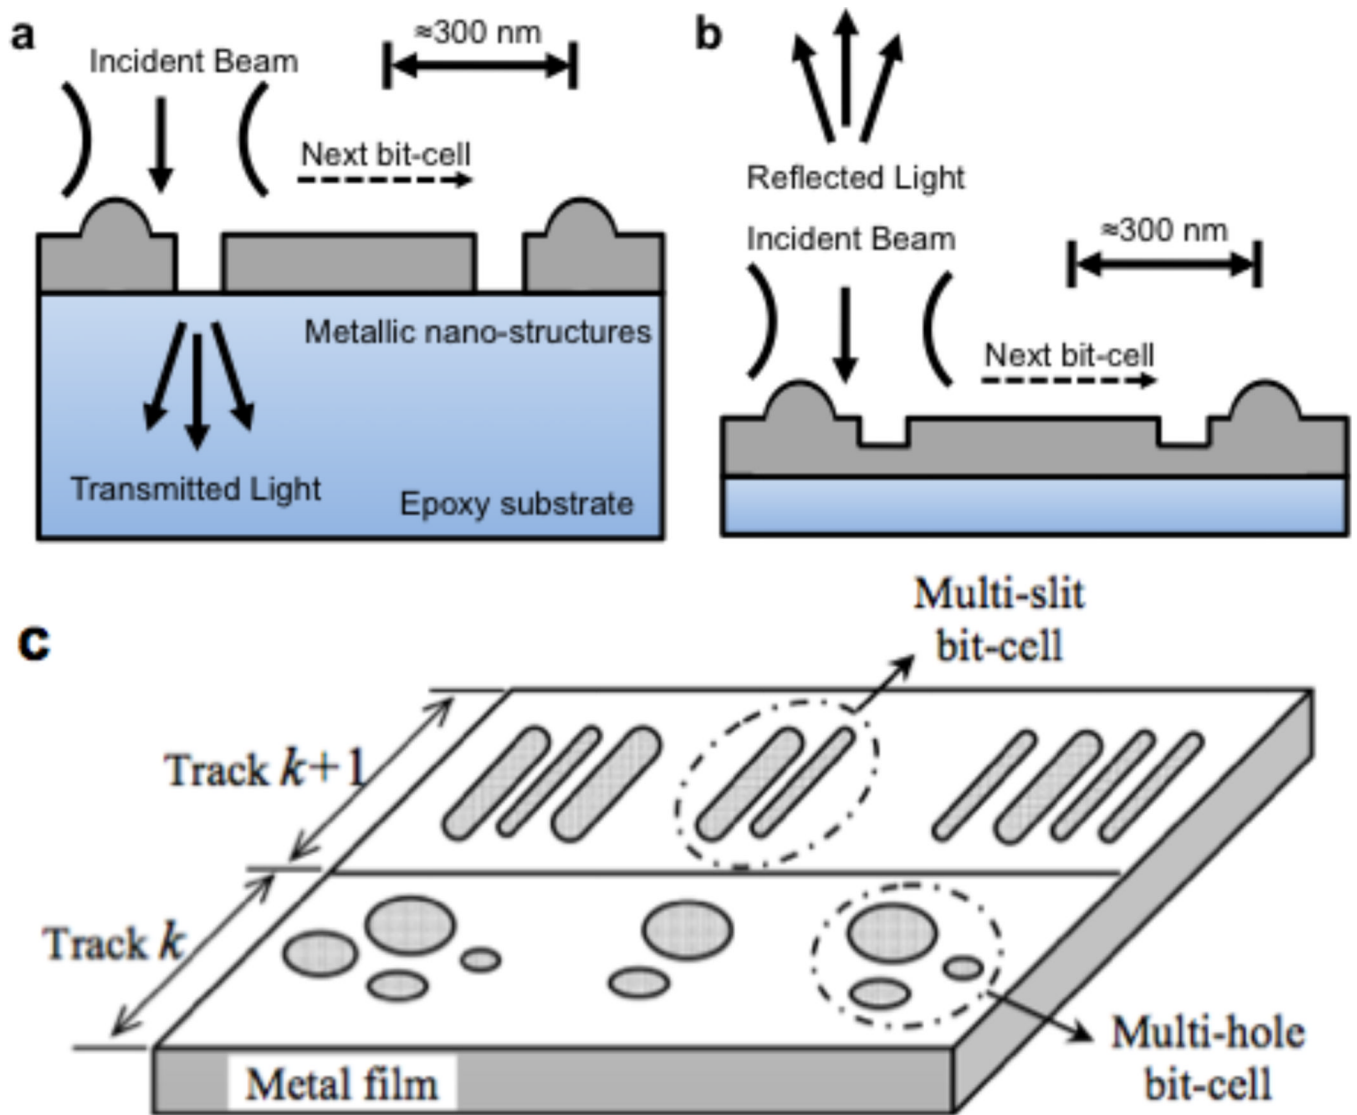 a
Incident Beam
≈300 nm
Next bit-cell
Metallic nano-structures
Transmitted Light
Epoxy substrate
b
Reflected Light
Incident Beam
≈300 nm
Next bit-cell
c
Multi-slit
bit-cell
Track k+1
Track k
Multi-hole
bit-cell
Metal film